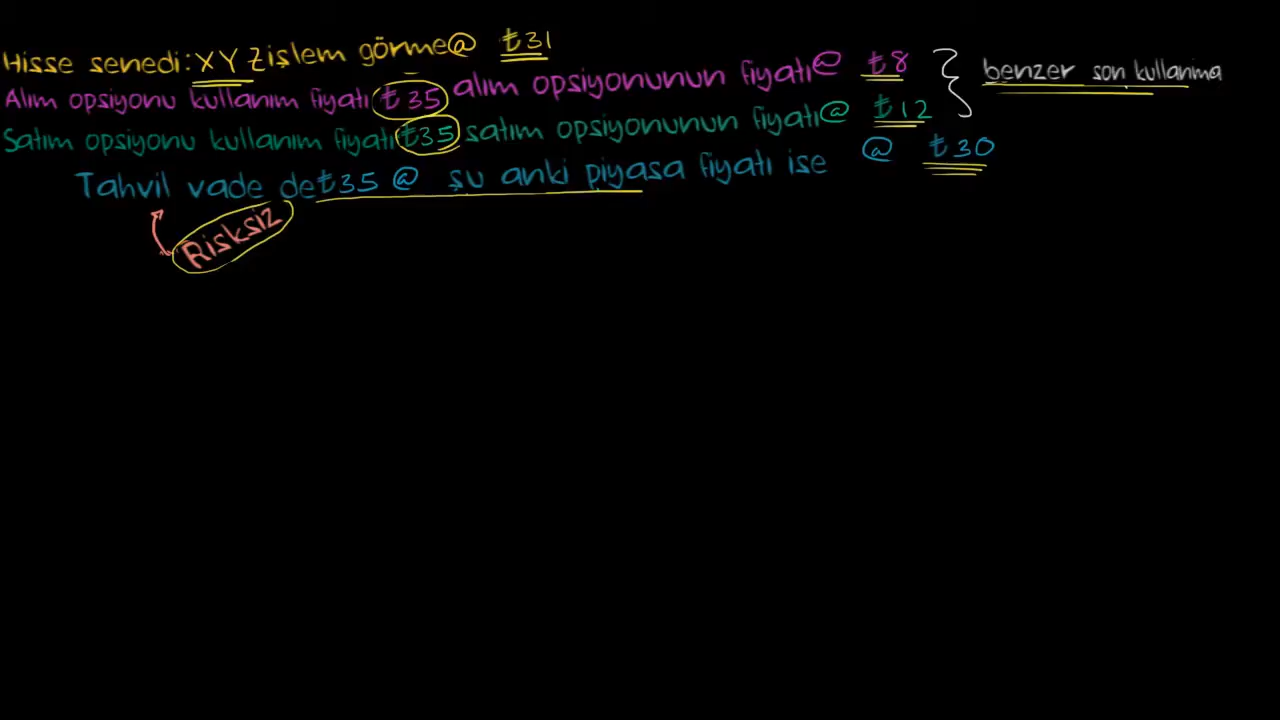 Hisse senedi: XYZ işlem görme@ ₺31
Alım opsiyonu kullanım fiyatı ₺35 alım opsiyonunun fiyatı@ ₺8
benzer son kullanıma
Satım opsiyonu kullanım fiyatı ₺35 satım opsiyonunun fiyatı@ ₺12
Tahvil vade de ₺35 @ şu anki piyasa fiyatı ise @ ₺30
Risksiz